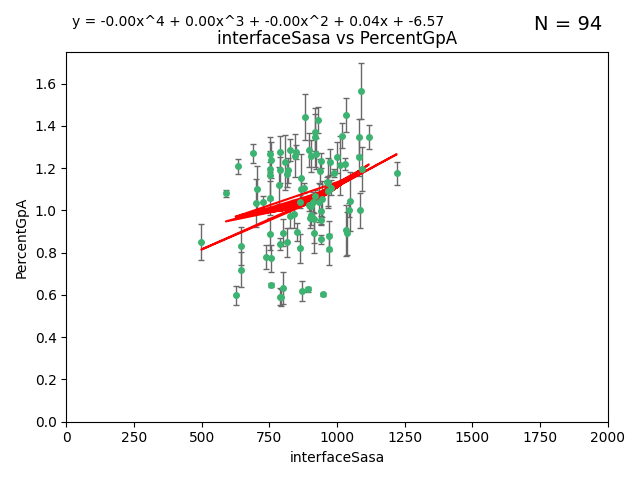 y = -0.00x^4 + 0.00x^3 + -0.00x^2 + 0.04x + -6.57
N = 94
interfaceSasa vs PercentGpA
PercentGpA
1.6
1.4
1.2
1.0
0.8
0.6
0.4
0.2
0.0
0 250 500 750 1000 1250 1500 1750 2000
interfaceSasa